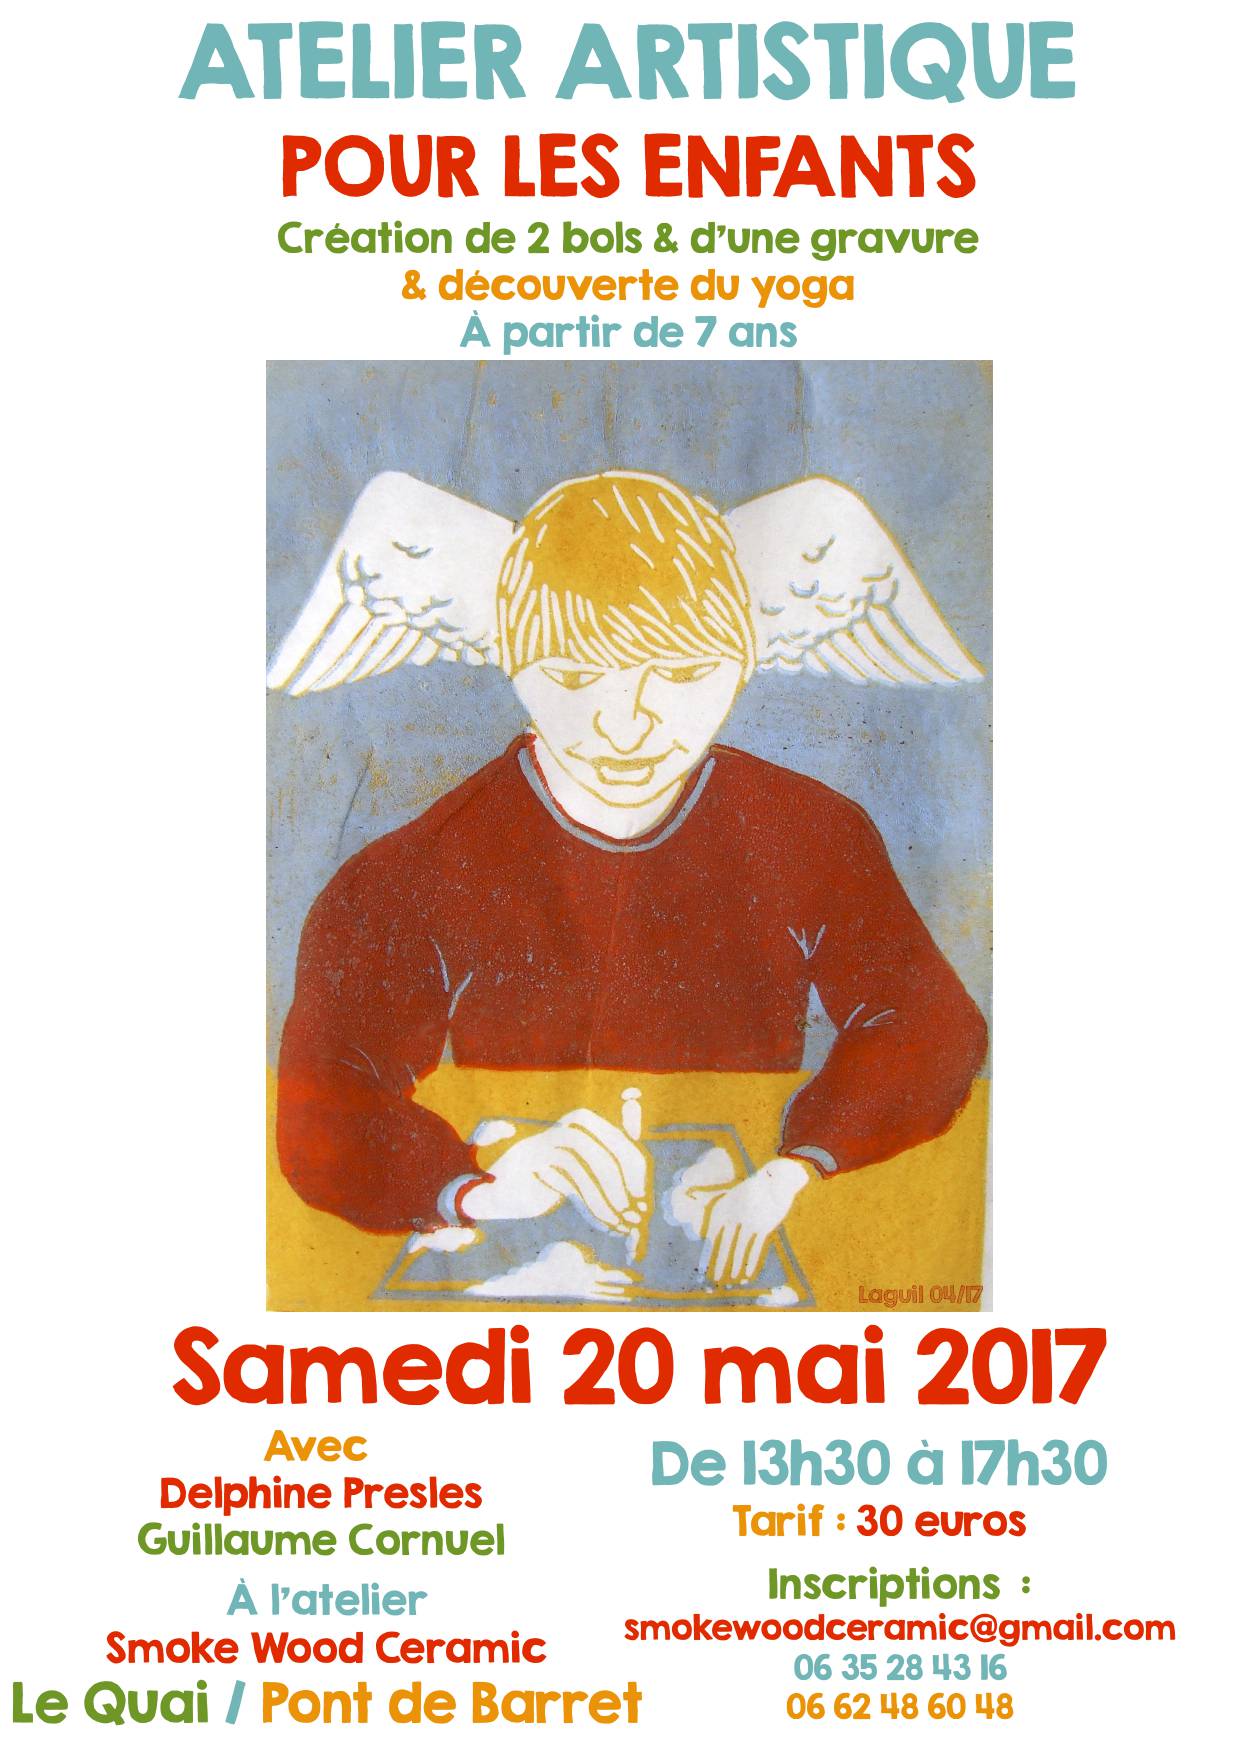 ATELIER ARTISTIQUE
POUR LES ENFANTS
Création de 2 bols & d'une gravure
& découverte du yoga
À partir de 7 ans
Laguil 04/17
Samedi 20 mai 2017
Avec
Delphine Presles
Guillaume Cornuel
À l'atelier
Smoke Wood Ceramic
Le Quai / Pont de Barret
De 13h30 à 17h30
Tarif : 30 euros
Inscriptions :
smokewoodceramic@gmail.com
06 35 28 43 16
06 62 48 60 48